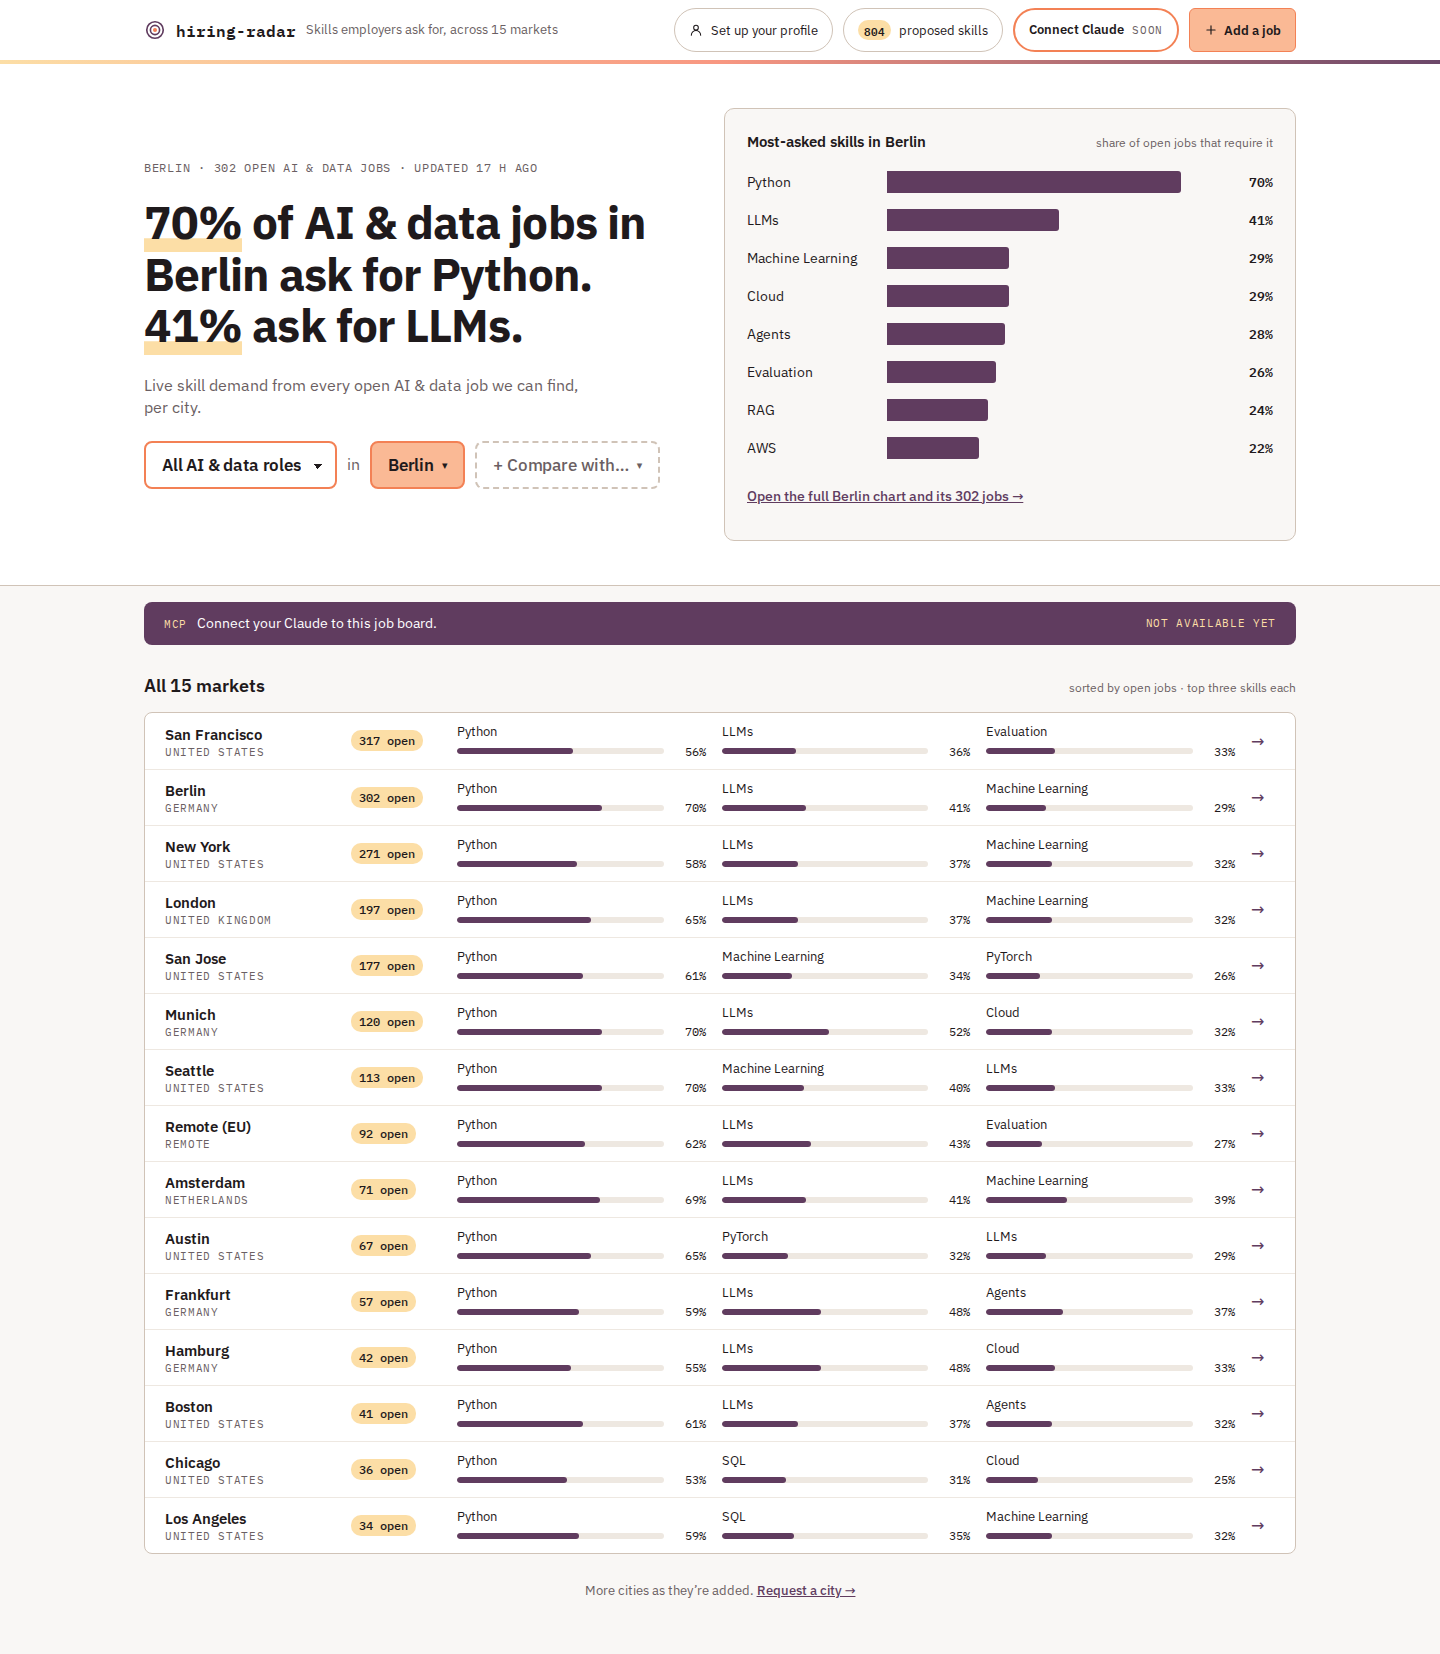 hiring-radar Skills employers ask for, across 15 markets Set up your profile 804 proposed skills Connect Claude SOON + Add a job
BERLIN · 302 OPEN AI & DATA JOBS · UPDATED 17 H AGO
70% of AI & data jobs in
Berlin ask for Python.
41% ask for LLMs.
Live skill demand from every open AI & data job we can find,
per city.
All AI & data roles in Berlin ▾ + Compare with... ▾
Most-asked skills in Berlin share of open jobs that require it
Python 70%
LLMs 41%
Machine Learning 29%
Cloud 29%
Agents 28%
Evaluation 26%
RAG 24%
AWS 22%
Open the full Berlin chart and its 302 jobs →
MCP Connect your Claude to this job board. NOT AVAILABLE YET
All 15 markets sorted by open jobs · top three skills each
San Francisco
UNITED STATES
317 open
Python 56%
LLMs 36%
Evaluation 33%
→
Berlin
GERMANY
302 open
Python 70%
LLMs 41%
Machine Learning 29%
→
New York
UNITED STATES
271 open
Python 58%
LLMs 37%
Machine Learning 32%
→
London
UNITED KINGDOM
197 open
Python 65%
LLMs 37%
Machine Learning 32%
→
San Jose
UNITED STATES
177 open
Python 61%
Machine Learning 34%
PyTorch 26%
→
Munich
GERMANY
120 open
Python 70%
LLMs 52%
Cloud 32%
→
Seattle
UNITED STATES
113 open
Python 70%
Machine Learning 40%
LLMs 33%
→
Remote (EU)
REMOTE
92 open
Python 62%
LLMs 43%
Evaluation 27%
→
Amsterdam
NETHERLANDS
71 open
Python 69%
LLMs 41%
Machine Learning 39%
→
Austin
UNITED STATES
67 open
Python 65%
PyTorch 32%
LLMs 29%
→
Frankfurt
GERMANY
57 open
Python 59%
LLMs 48%
Agents 37%
→
Hamburg
GERMANY
42 open
Python 55%
LLMs 48%
Cloud 33%
→
Boston
UNITED STATES
41 open
Python 61%
LLMs 37%
Agents 32%
→
Chicago
UNITED STATES
36 open
Python 53%
SQL 31%
Cloud 25%
→
Los Angeles
UNITED STATES
34 open
Python 59%
SQL 35%
Machine Learning 32%
→
More cities as they’re added. Request a city →